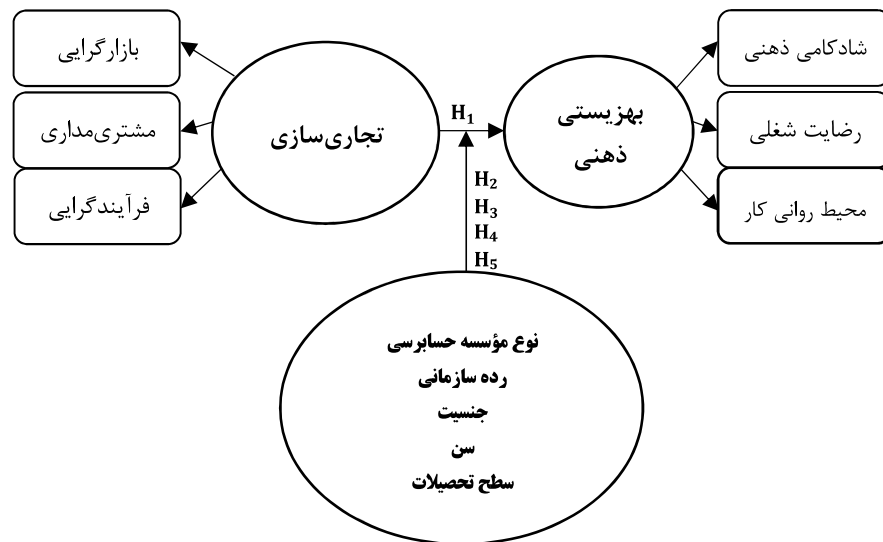 بازارگرایی
مشتری‌مداری
فرآیندگرایی
تجاری‌سازی
H₁
بهزیستی
ذهنی
شادکامی ذهنی
رضایت شغلی
محیط روانی کار
H₂
H₃
H₄
H₅
نوع مؤسسه حسابرسی
رده سازمانی
جنسیت
سن
سطح تحصیلات